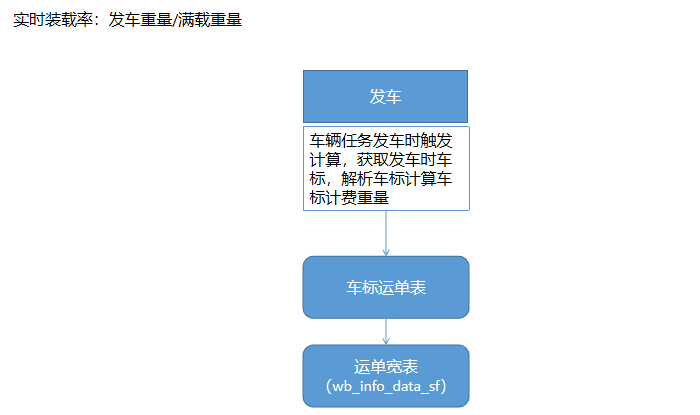 实时装载率：发车重量/满载重量
发车
车辆任务发车时触发
计算，获取发车时车
标，解析车标计算车
标计费重量
车标运单表
运单宽表
（wb_info_data_sf）